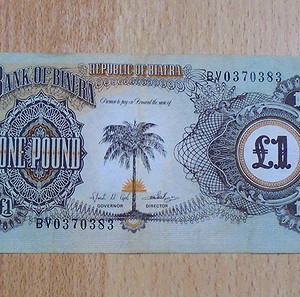 BANK OF BIAFRA
REPUBLIC OF BIAFRA
BV0370383
Promise to pay on Demand the sum of
ONE POUND
£1
£1
BV0370383
GOVERNOR
DIRECTOR